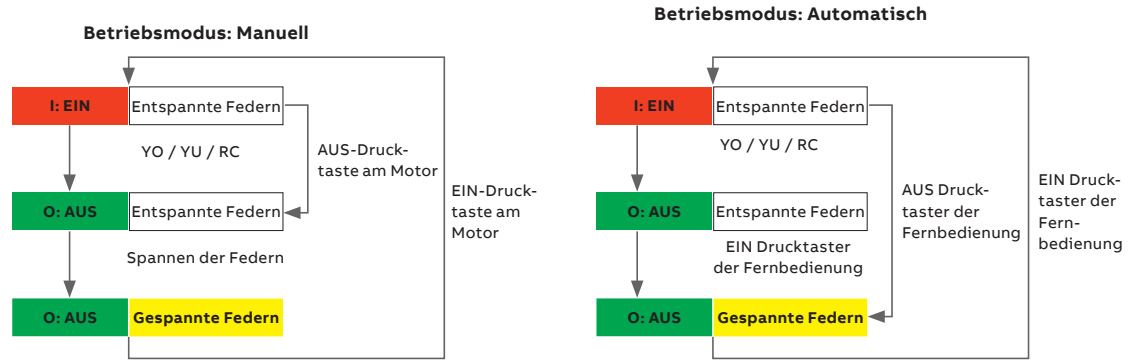 Betriebsmodus: Manuell
I: EIN
Entspannte Federn
YO / YU / RC
AUS-Druck-
taste am Motor
O: AUS
Entspannte Federn
EIN-Druck-
taste am
Motor
Spannen der Federn
O: AUS
Gespannte Federn
Betriebsmodus: Automatisch
I: EIN
Entspannte Federn
YO / YU / RC
O: AUS
Entspannte Federn
AUS Druck-
taster der
Fernbedienung
EIN Druck-
taster der
Fern-
bedienung
EIN Drucktaster
der Fernbedienung
O: AUS
Gespannte Federn